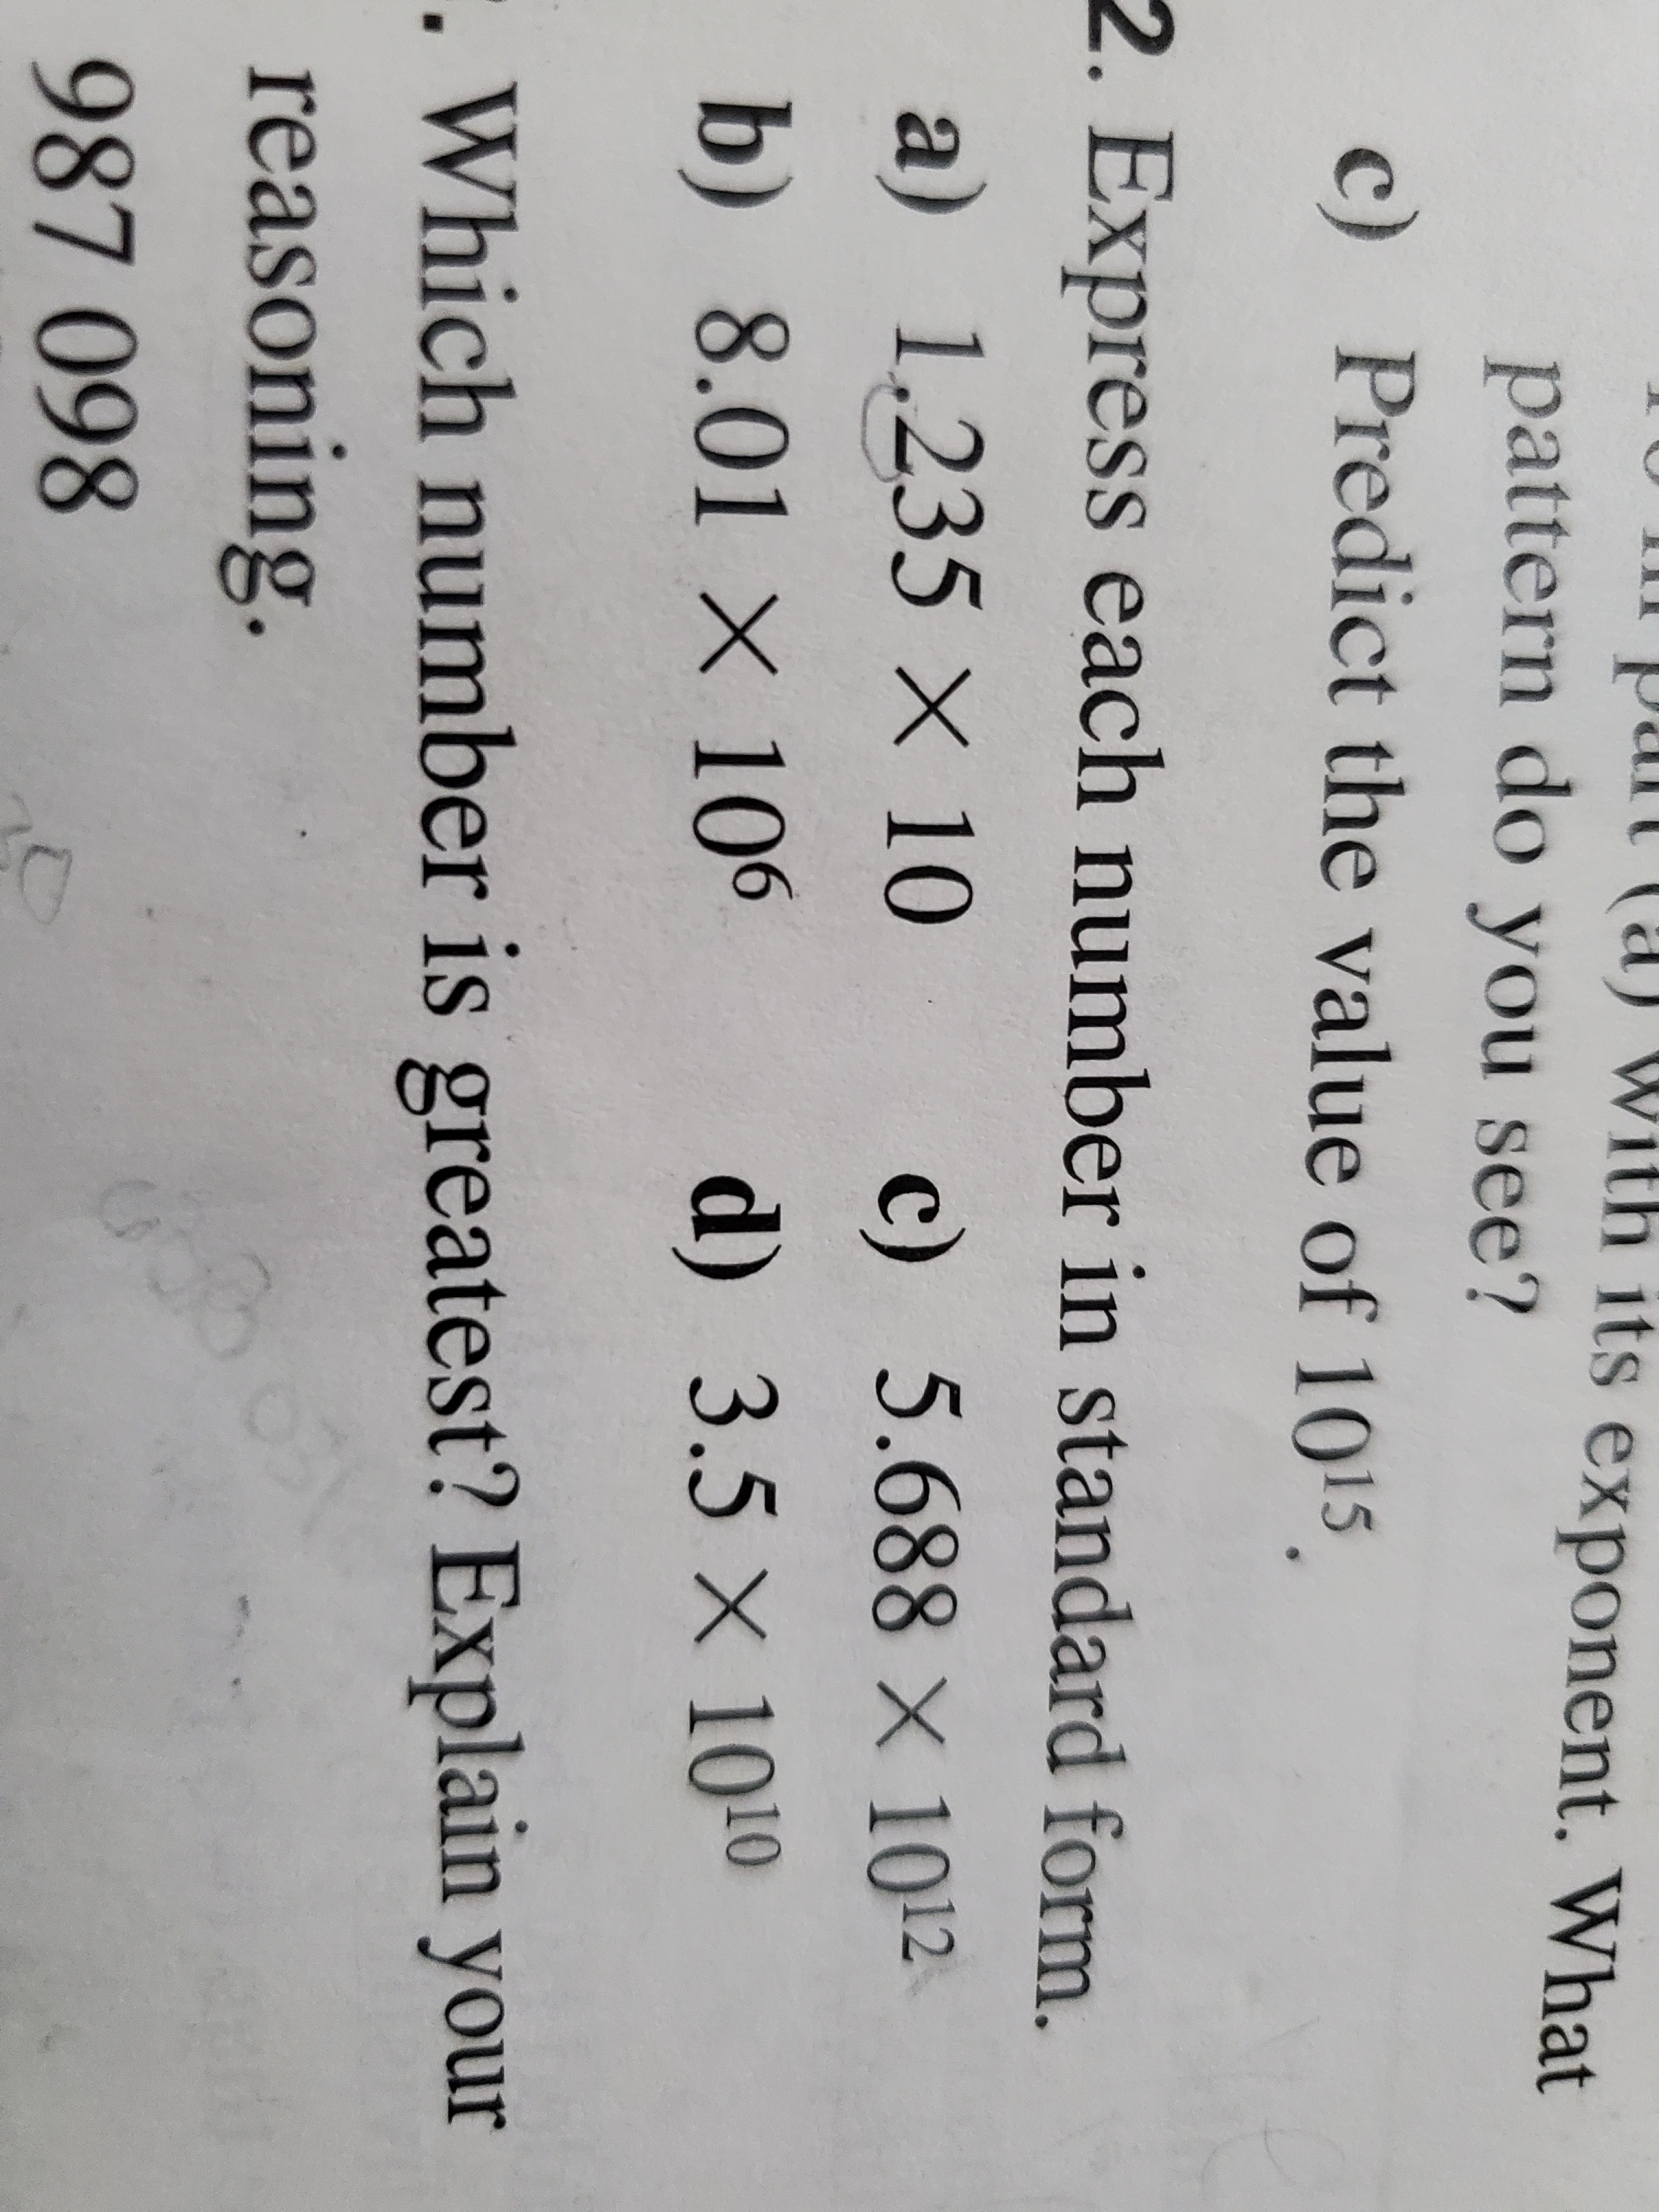 part (a) with its exponent. What
pattern do you see?
c) Predict the value of 10¹⁵.
2. Express each number in standard form.
a) 1.235 × 10 c) 5.688 × 10¹²
b) 8.01 × 10⁶ d) 3.5 × 10¹⁰
. Which number is greatest? Explain your
reasoning.
987 098